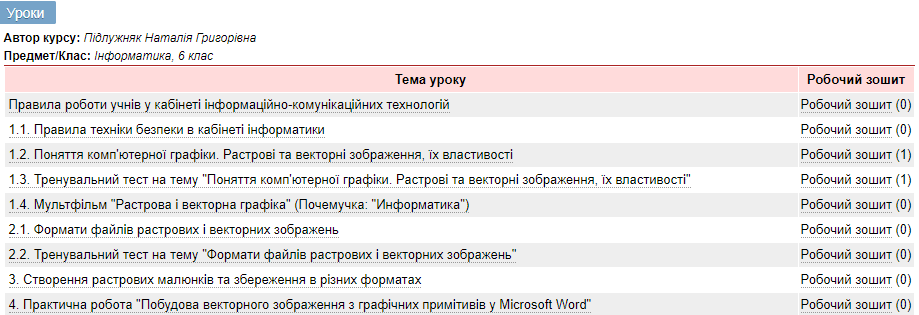 Уроки
Автор курсу: Підлужняк Наталія Григорівна
Предмет/Клас: Інформатика, 6 клас
Тема уроку Робочий зошит
Правила роботи учнів у кабінеті інформаційно-комунікаційних технологій Робочий зошит (0)
1.1. Правила техніки безпеки в кабінеті інформатики Робочий зошит (0)
1.2. Поняття комп'ютерної графіки. Растрові та векторні зображення, їх властивості Робочий зошит (1)
1.3. Тренувальний тест на тему "Поняття комп'ютерної графіки. Растрові та векторні зображення, їх властивості" Робочий зошит (1)
1.4. Мультфільм "Растрова і векторна графіка" (Почемучка: "Информатика") Робочий зошит (0)
2.1. Формати файлів растрових і векторних зображень Робочий зошит (0)
2.2. Тренувальний тест на тему "Формати файлів растрових і векторних зображень" Робочий зошит (0)
3. Створення растрових малюнків та збереження в різних форматах Робочий зошит (0)
4. Практична робота "Побудова векторного зображення з графічних примітивів у Microsoft Word" Робочий зошит (0)